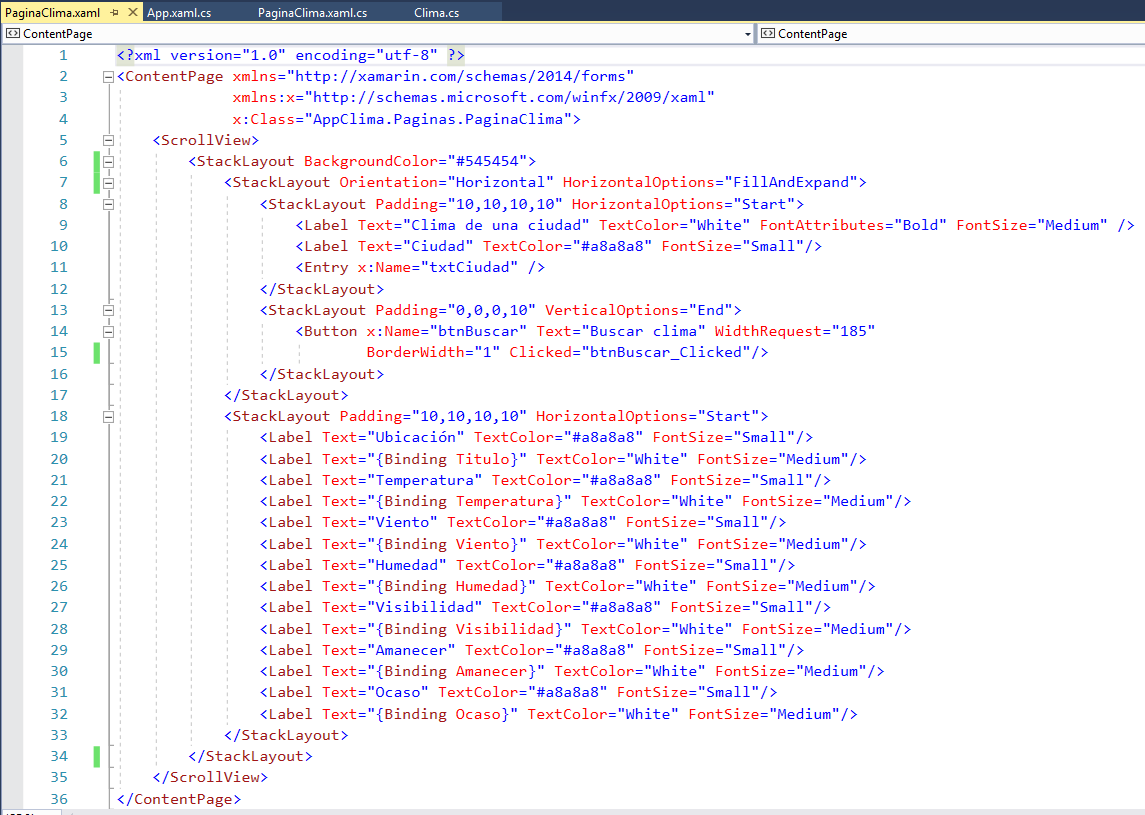 PaginaClima.xaml App.xaml.cs PaginaClima.xaml.cs Clima.cs
ContentPage ContentPage
1 <?xml version="1.0" encoding="utf-8" ?>
2 <ContentPage xmlns="http://xamarin.com/schemas/2014/forms"
3 xmlns:x="http://schemas.microsoft.com/winfx/2009/xaml"
4 x:Class="AppClima.Paginas.PaginaClima">
5 <ScrollView>
6 <StackLayout BackgroundColor="#545454">
7 <StackLayout Orientation="Horizontal" HorizontalOptions="FillAndExpand">
8 <StackLayout Padding="10,10,10,10" HorizontalOptions="Start">
9 <Label Text="Clima de una ciudad" TextColor="White" FontAttributes="Bold" FontSize="Medium" />
10 <Label Text="Ciudad" TextColor="#a8a8a8" FontSize="Small"/>
11 <Entry x:Name="txtCiudad" />
12 </StackLayout>
13 <StackLayout Padding="0,0,0,10" VerticalOptions="End">
14 <Button x:Name="btnBuscar" Text="Buscar clima" WidthRequest="185"
15 BorderWidth="1" Clicked="btnBuscar_Clicked"/>
16 </StackLayout>
17 </StackLayout>
18 <StackLayout Padding="10,10,10,10" HorizontalOptions="Start">
19 <Label Text="Ubicación" TextColor="#a8a8a8" FontSize="Small"/>
20 <Label Text="{Binding Titulo}" TextColor="White" FontSize="Medium"/>
21 <Label Text="Temperatura" TextColor="#a8a8a8" FontSize="Small"/>
22 <Label Text="{Binding Temperatura}" TextColor="White" FontSize="Medium"/>
23 <Label Text="Viento" TextColor="#a8a8a8" FontSize="Small"/>
24 <Label Text="{Binding Viento}" TextColor="White" FontSize="Medium"/>
25 <Label Text="Humedad" TextColor="#a8a8a8" FontSize="Small"/>
26 <Label Text="{Binding Humedad}" TextColor="White" FontSize="Medium"/>
27 <Label Text="Visibilidad" TextColor="#a8a8a8" FontSize="Small"/>
28 <Label Text="{Binding Visibilidad}" TextColor="White" FontSize="Medium"/>
29 <Label Text="Amanecer" TextColor="#a8a8a8" FontSize="Small"/>
30 <Label Text="{Binding Amanecer}" TextColor="White" FontSize="Medium"/>
31 <Label Text="Ocaso" TextColor="#a8a8a8" FontSize="Small"/>
32 <Label Text="{Binding Ocaso}" TextColor="White" FontSize="Medium"/>
33 </StackLayout>
34 </StackLayout>
35 </ScrollView>
36 </ContentPage>